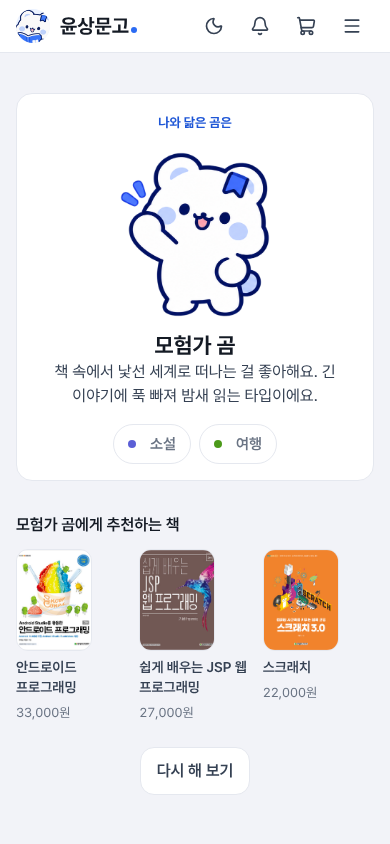 윤상문고
나와 닮은 곰은
모험가 곰
책 속에서 낯선 세계로 떠나는 걸 좋아해요. 긴
이야기에 푹 빠져 밤새 읽는 타입이에요.
소설
여행
모험가 곰에게 추천하는 책
안드로이드 프로그래밍
쉽게 배우는
JSP
웹 프로그래밍
SCRATCH
스크래치 3.0
안드로이드
프로그래밍
33,000원
쉽게 배우는 JSP 웹
프로그래밍
27,000원
스크래치
22,000원
다시 해 보기